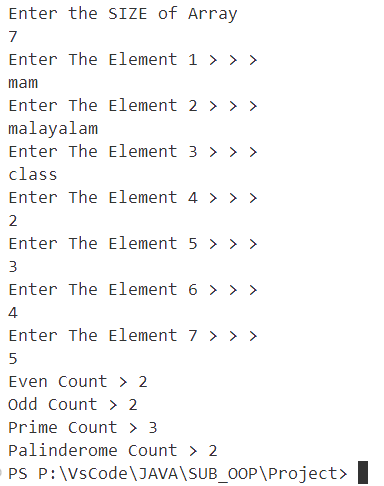 Enter the SIZE of Array
7
Enter The Element 1 > > >
mam
Enter The Element 2 > > >
malayalam
Enter The Element 3 > > >
class
Enter The Element 4 > > >
2
Enter The Element 5 > > >
3
Enter The Element 6 > > >
4
Enter The Element 7 > > >
5
Even Count > 2
Odd Count > 2
Prime Count > 3
Palinderome Count > 2
PS P:\VsCode\JAVA\SUB_OOP\Project>